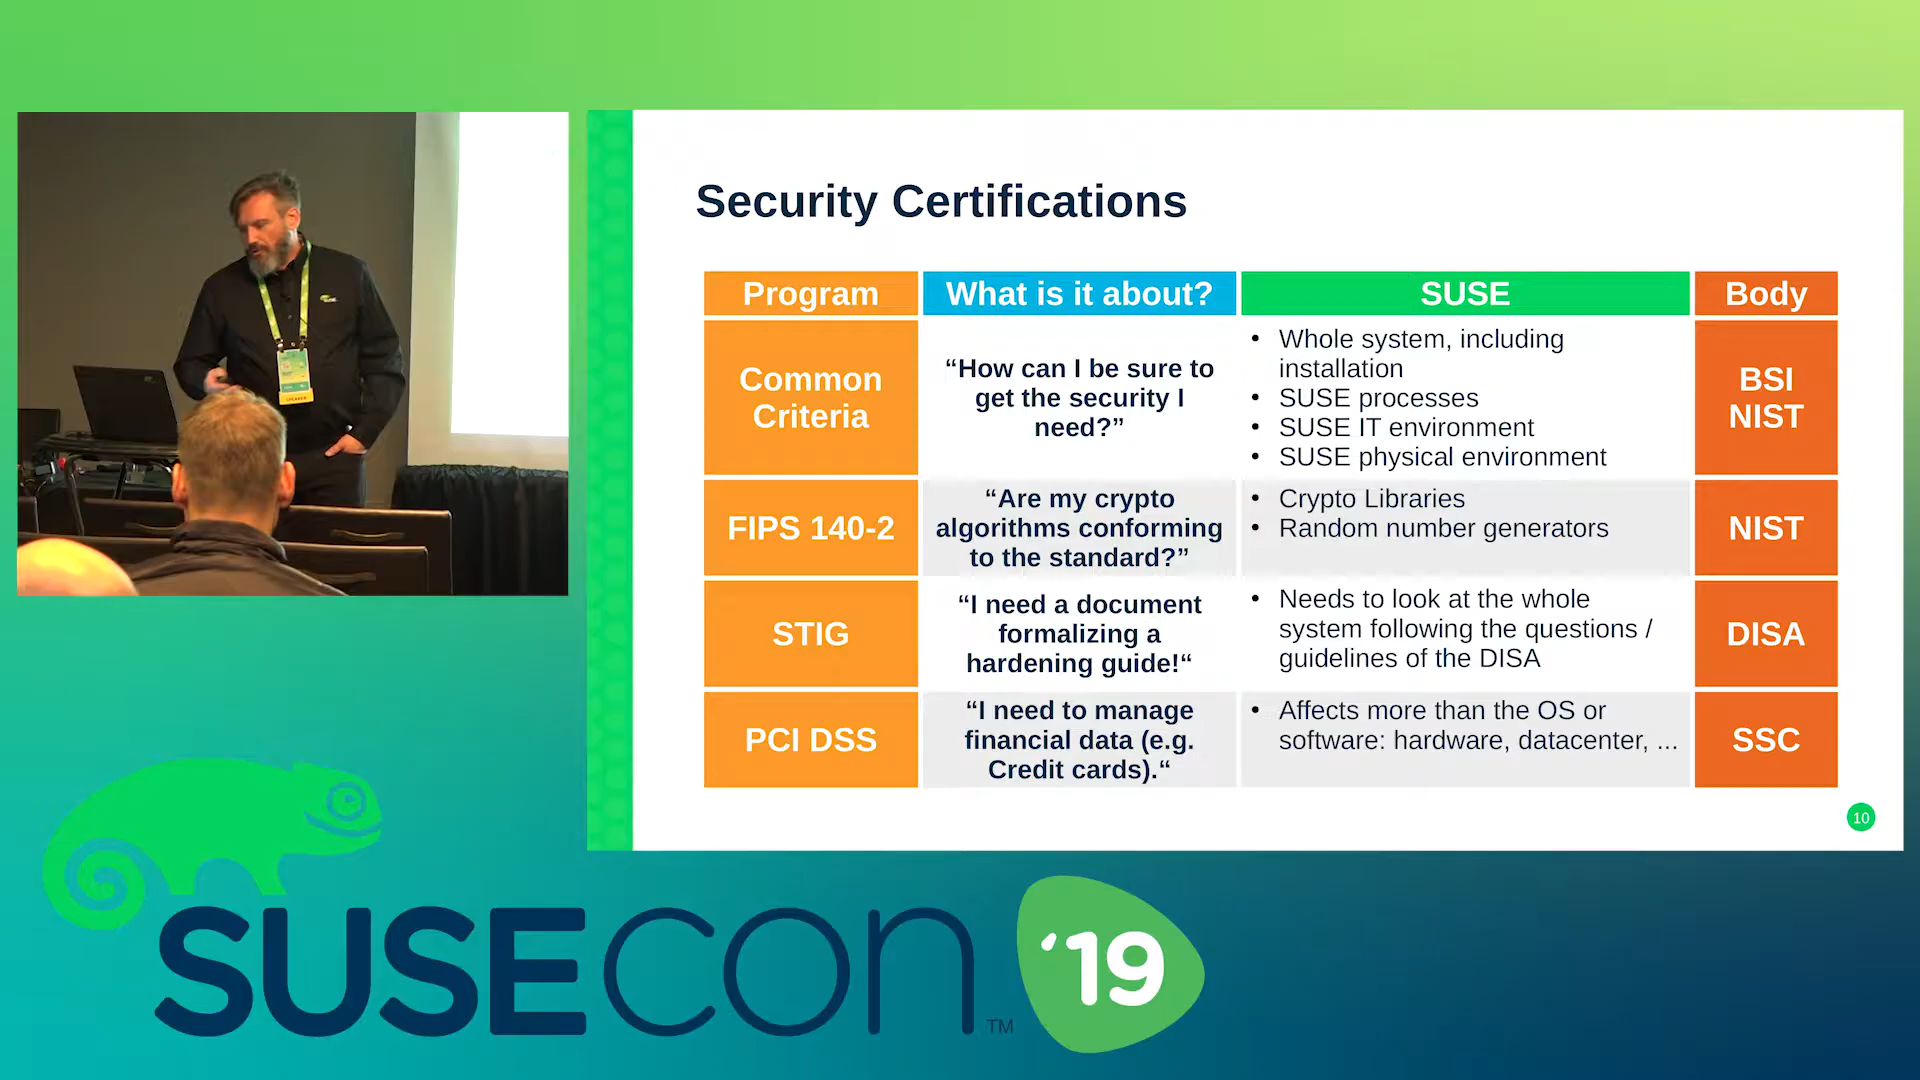 Security Certifications
Program
What is it about?
SUSE
Body
Common
Criteria
“How can I be sure to
get the security I
need?”
• Whole system, including
installation
• SUSE processes
• SUSE IT environment
• SUSE physical environment
BSI
NIST
FIPS 140-2
“Are my crypto
algorithms conforming
to the standard?”
• Crypto Libraries
• Random number generators
NIST
STIG
“I need a document
formalizing a
hardening guide!“
• Needs to look at the whole
system following the questions /
guidelines of the DISA
DISA
PCI DSS
“I need to manage
financial data (e.g.
Credit cards).“
• Affects more than the OS or
software: hardware, datacenter, ...
SSC
10
SUSECON™
‘19